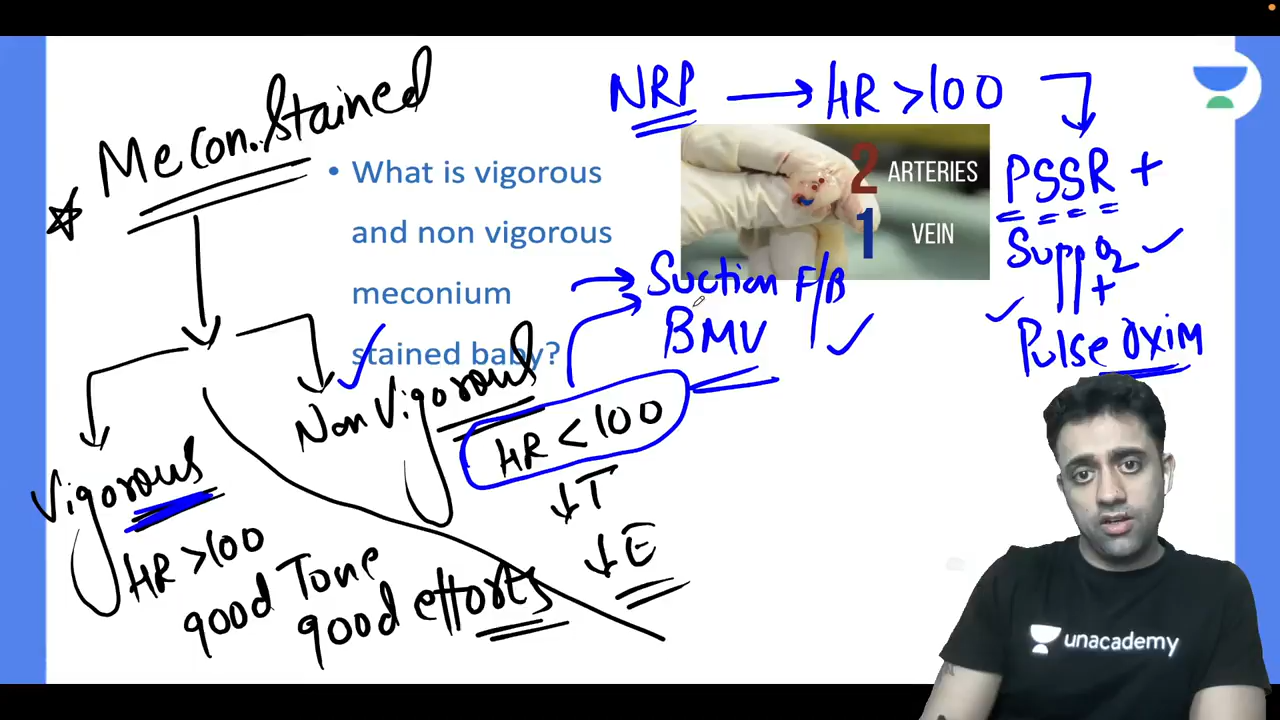 Mecon. Stained
• What is vigorous
and non vigorous
meconium
stained baby?
NRP → HR >100
2 ARTERIES
1 VEIN
PSSR +
Supp O2
+
Pulse Oxim
Suction F/B
BMV
Non Vigorous
HR < 100
↓T
↓E
Vigorous
HR >100
good Tone
good efforts
unacademy